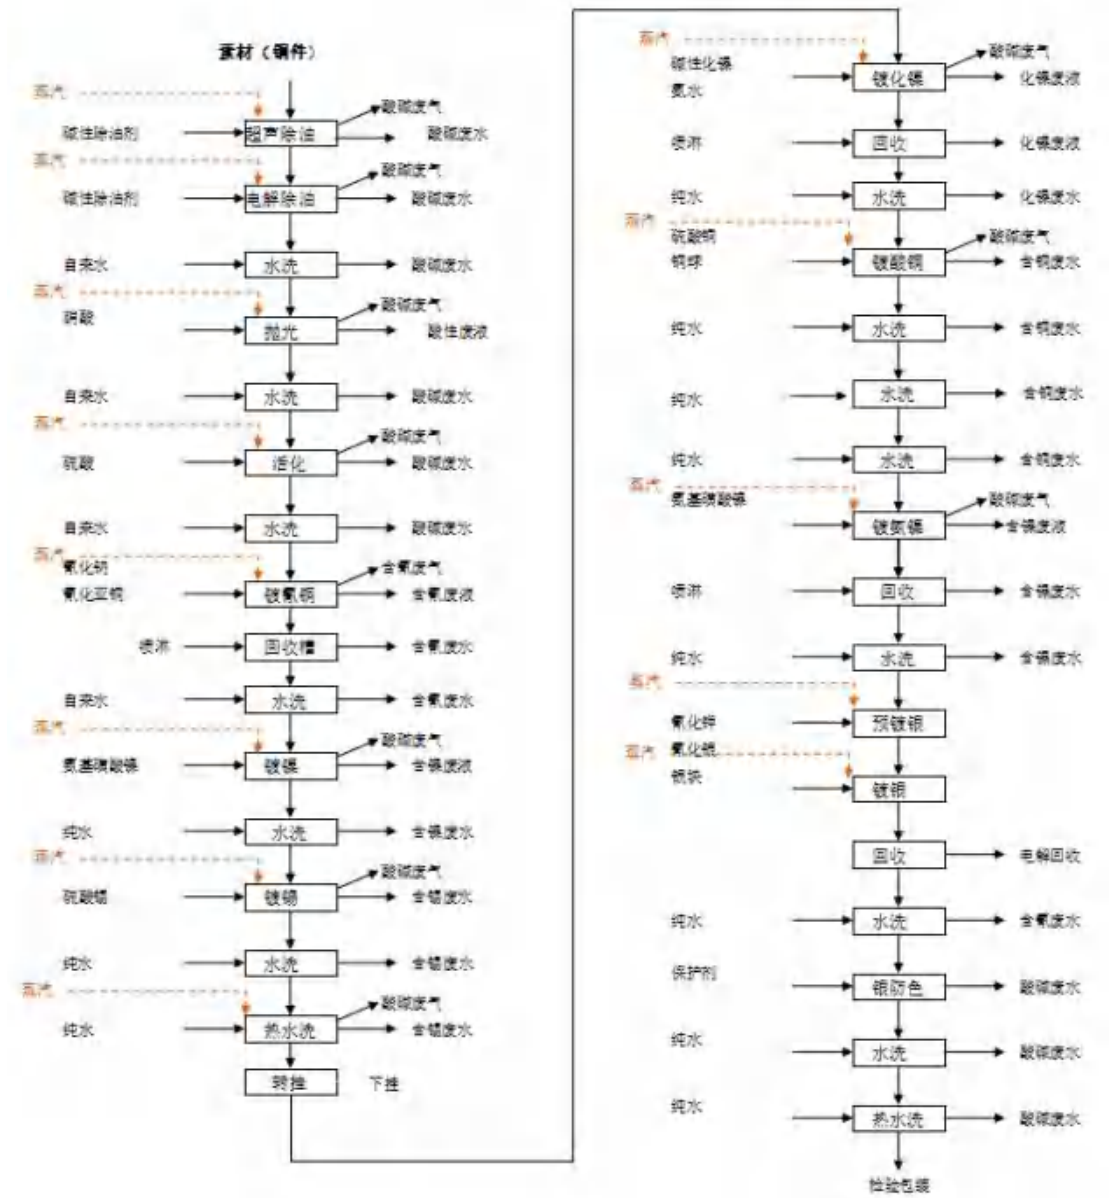 素材（铜件）
蒸汽
酸碱废气
碱性除油剂 超声除油 酸碱废水
蒸汽
酸碱废气
碱性除油剂 电解除油 酸碱废水
自来水 水洗 酸碱废水
蒸汽
酸碱废气
硝酸 抛光 酸性废液
自来水 水洗 酸碱废水
蒸汽
酸碱废气
硫酸 活化 酸碱废水
自来水 水洗 酸碱废水
蒸汽
氰化钠 含氰废气
氰化亚铜 镀氰铜 含氰废液
喷淋 回收槽 含氰废水
自来水 水洗 含氰废水
蒸汽
酸碱废气
氨基磺酸镍 镀镍 含镍废液
纯水 水洗 含镍废水
蒸汽
酸碱废气
硫酸锡 镀锡 含锡废水
纯水 水洗 含锡废水
蒸汽
酸碱废气
纯水 热水洗 含锡废水
转挂 下挂
蒸汽
酸碱废气
碱性化镍 镀化镍 化镍废液
氨水
喷淋 回收 化镍废液
纯水 水洗 化镍废水
蒸汽
硫酸铜 酸碱废气
铜球 镀酸铜 含铜废水
纯水 水洗 含铜废水
纯水 水洗 含铜废水
纯水 水洗 含铜废水
蒸汽
氨基磺酸镍 酸碱废气
镀氨镍 含镍废液
喷淋 回收 含镍废水
纯水 水洗 含镍废水
蒸汽
氰化钾 预镀银
蒸汽 氰化银
银块 镀银
回收 电解回收
纯水 水洗 含氰废水
保护剂 银防色 酸碱废水
纯水 水洗 酸碱废水
纯水 热水洗 酸碱废水
检验包装